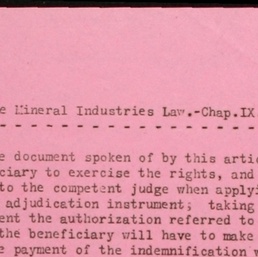 e Mineral Industries Law.-Chap.IX
e document spoken of by this artic
ciary to exercise the rights, and
to the competent judge when applyi
adjudication instrument; taking
ent the authorization referred to
the beneficiary will have to make
e payment of the indemnification w